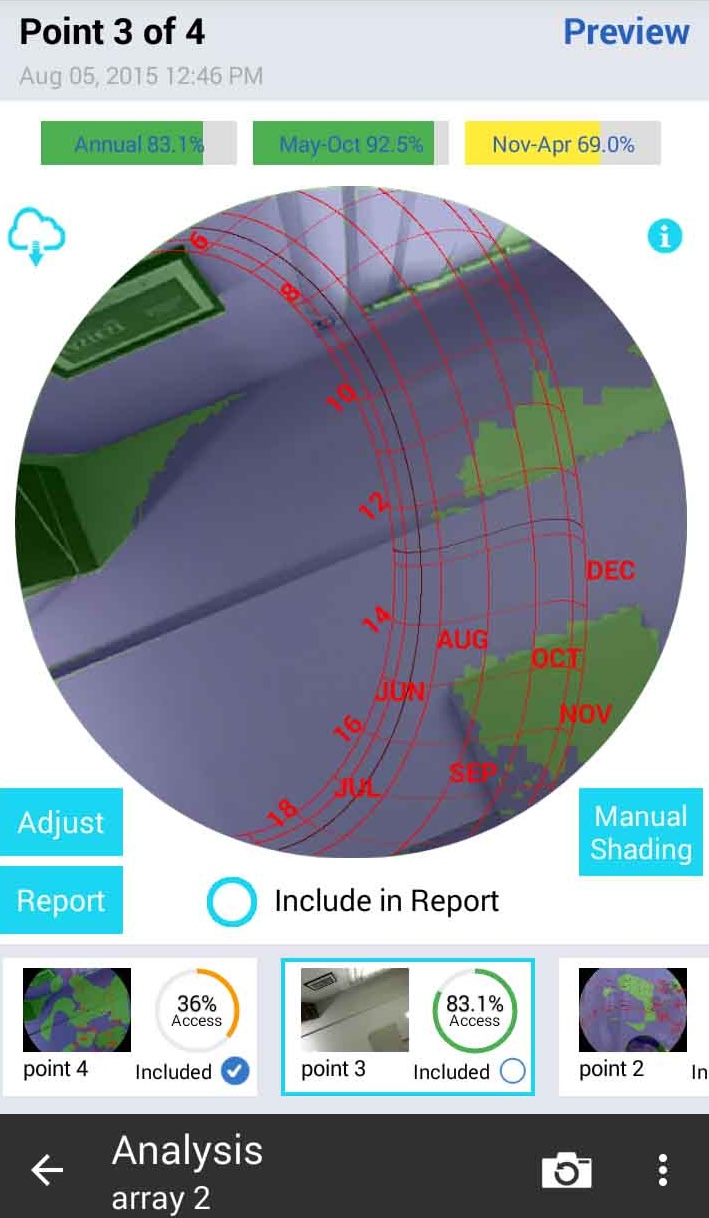 Point 3 of 4
Preview
Aug 05, 2015 12:46 PM
Annual 83.1%
May-Oct 92.5%
Nov-Apr 69.0%
6
8
10
12
14
16
18
DEC
AUG
OCT
JUN
NOV
SEP
JUL
Adjust
Manual
Shading
Report
Include in Report
36%
Access
83.1%
Access
point 4
Included
point 3
Included
point 2
In
Analysis
array 2